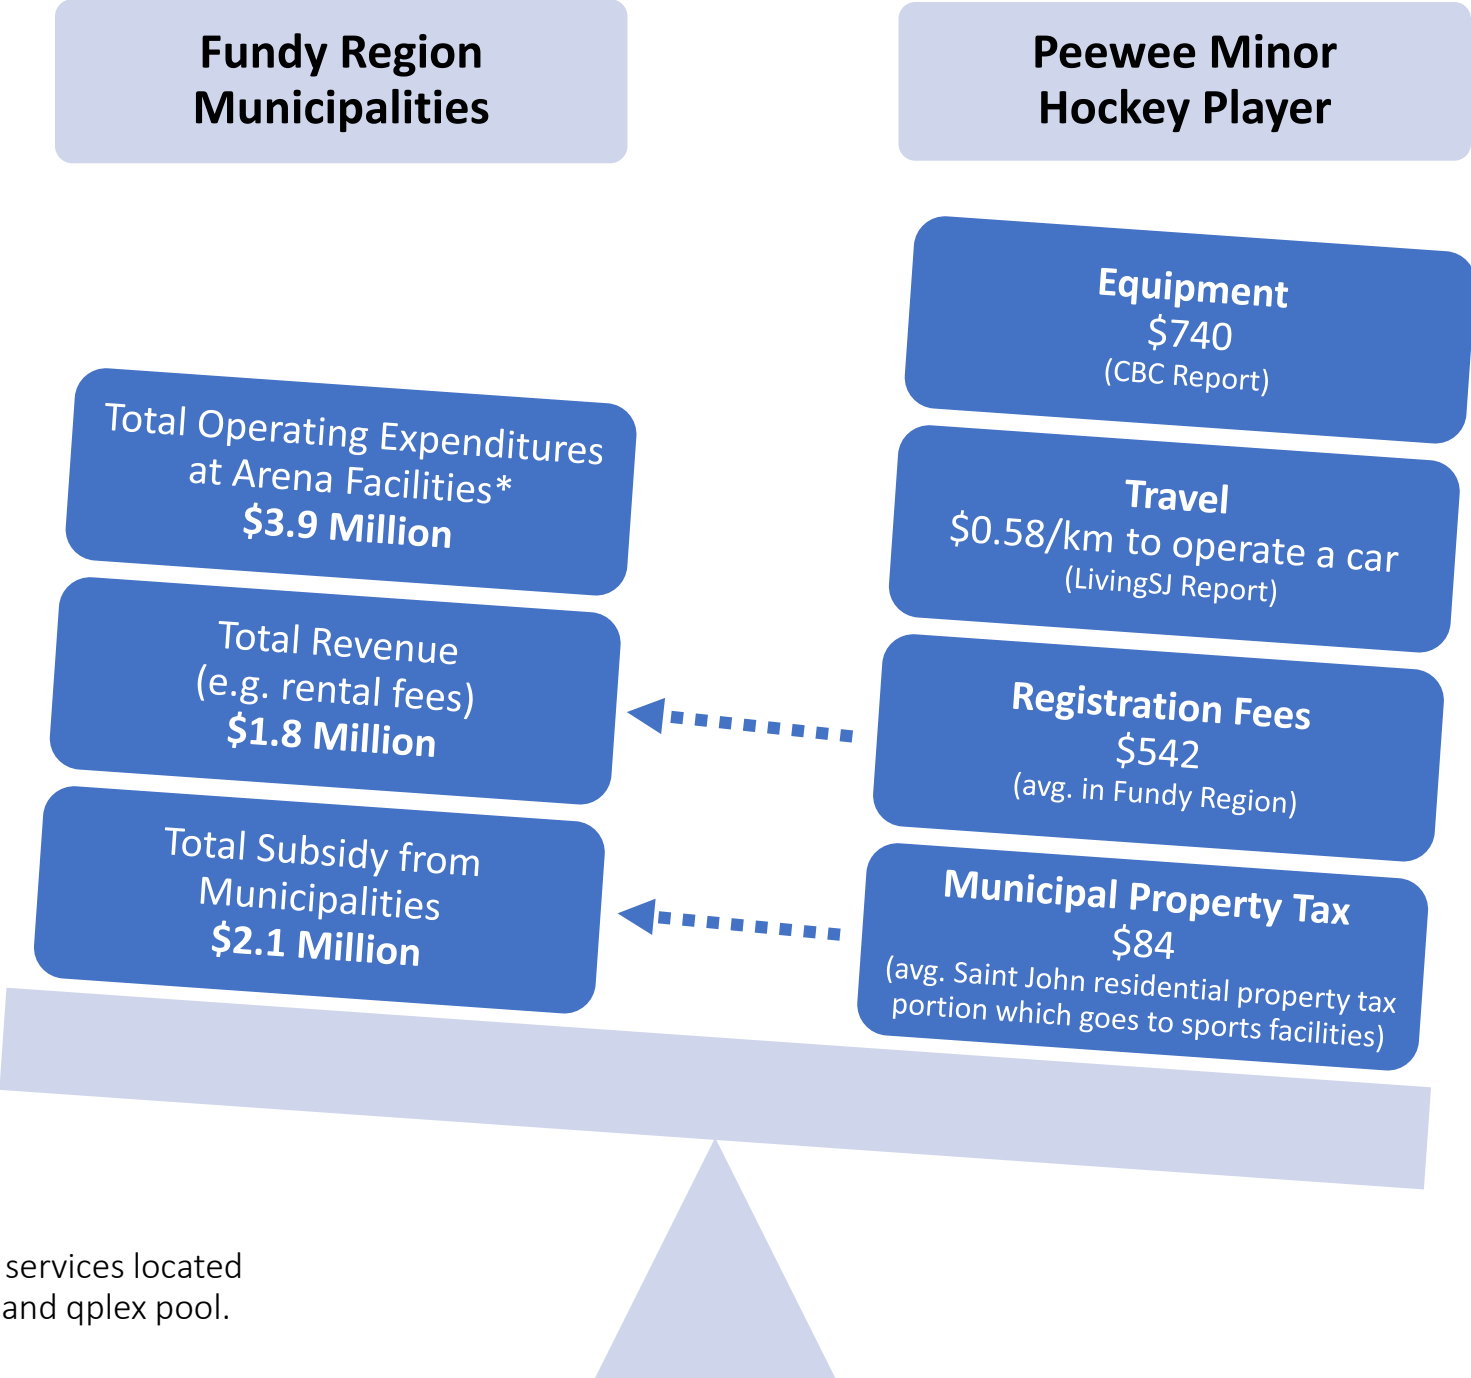 Fundy Region
Municipalities
Peewee Minor
Hockey Player
Total Operating Expenditures
at Arena Facilities*
$3.9 Million
Total Revenue
(e.g. rental fees)
$1.8 Million
Total Subsidy from
Municipalities
$2.1 Million
Equipment
$740
(CBC Report)
Travel
$0.58/km to operate a car
(LivingSJ Report)
Registration Fees
$542
(avg. in Fundy Region)
Municipal Property Tax
$84
(avg. Saint John residential property tax
portion which goes to sports facilities)
services located
and qplex pool.